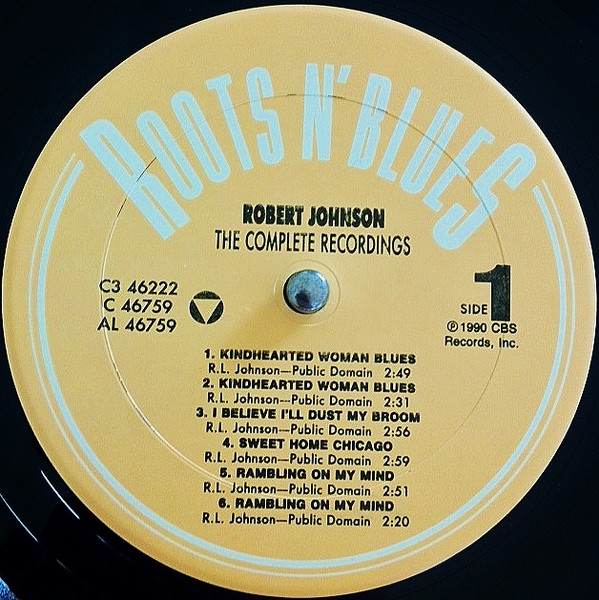 ROOTS N' BLUES
ROBERT JOHNSON
THE COMPLETE RECORDINGS
C3 46222
C 46759
AL 46759
SIDE 1
℗ 1990 CBS
Records, Inc.
1. KINDHEARTED WOMAN BLUES
R.L. Johnson—Public Domain 2:49
2. KINDHEARTED WOMAN BLUES
R.L. Johnson—Public Domain 2:31
3. I BELIEVE I'LL DUST MY BROOM
R.L. Johnson—Public Domain 2:56
4. SWEET HOME CHICAGO
R.L. Johnson—Public Domain 2:59
5. RAMBLING ON MY MIND
R.L. Johnson—Public Domain 2:51
6. RAMBLING ON MY MIND
R.L. Johnson—Public Domain 2:20